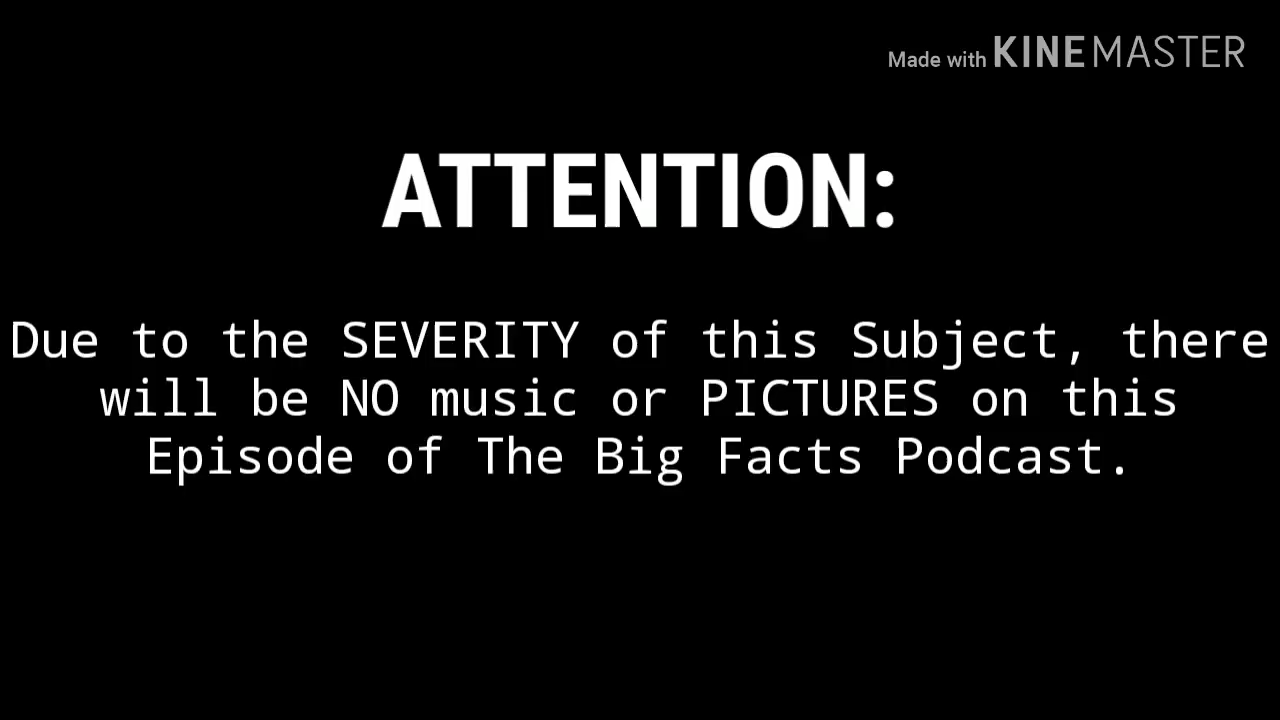 Made with KINEMASTER
ATTENTION:
Due to the SEVERITY of this Subject, there
will be NO music or PICTURES on this
Episode of The Big Facts Podcast.